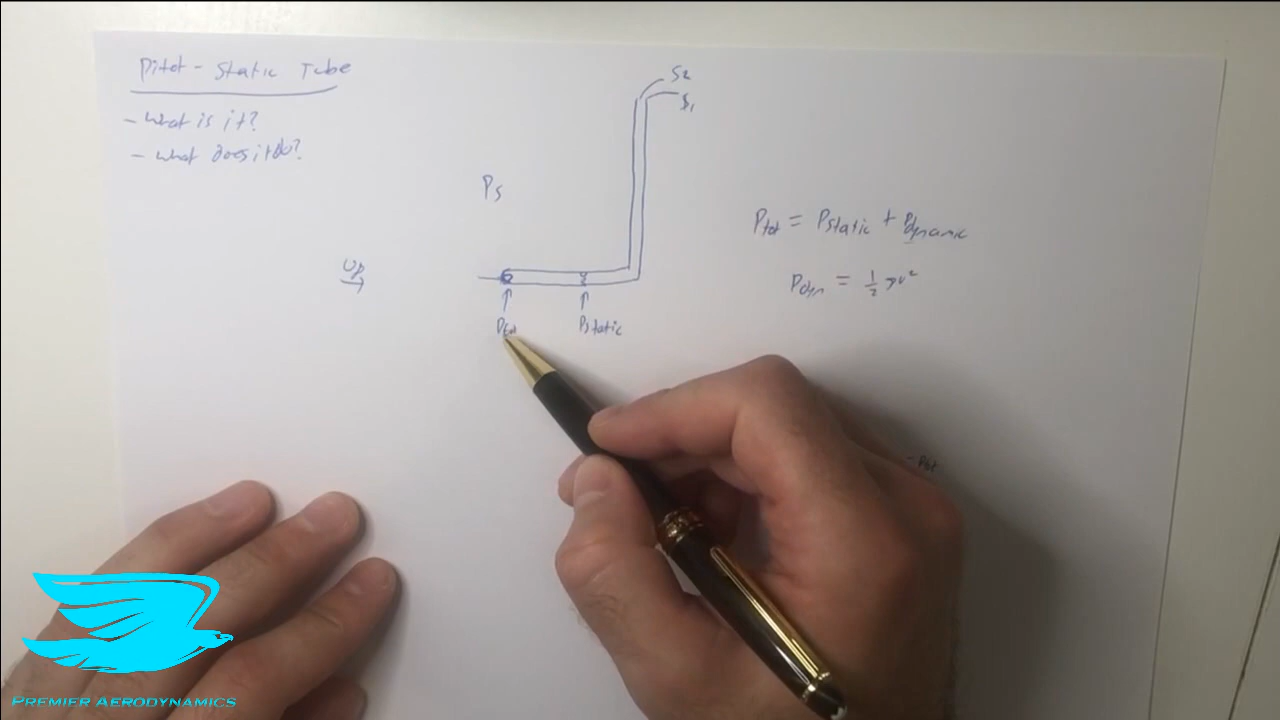 Pitot - Static Tube
- What is it?
- What does it do?
S2
S1
Ps
Ptot = Pstatic + Pdynamic
Pdyn = 1/2 ρv²
Ptot
Pstatic
- Ptot
PREMIER AERODYNAMICS